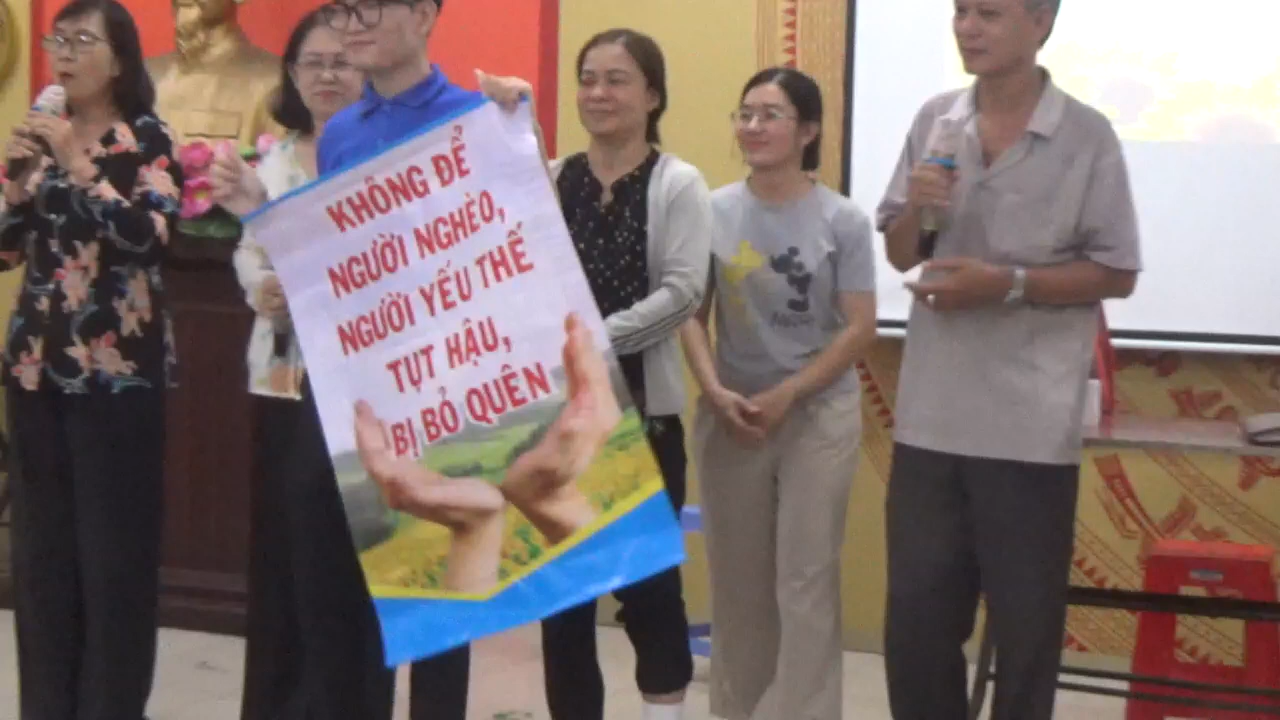 KHÔNG ĐỂ
NGƯỜI NGHÈO,
NGƯỜI YẾU THẾ
TỤT HẬU,
BỊ BỎ QUÊN